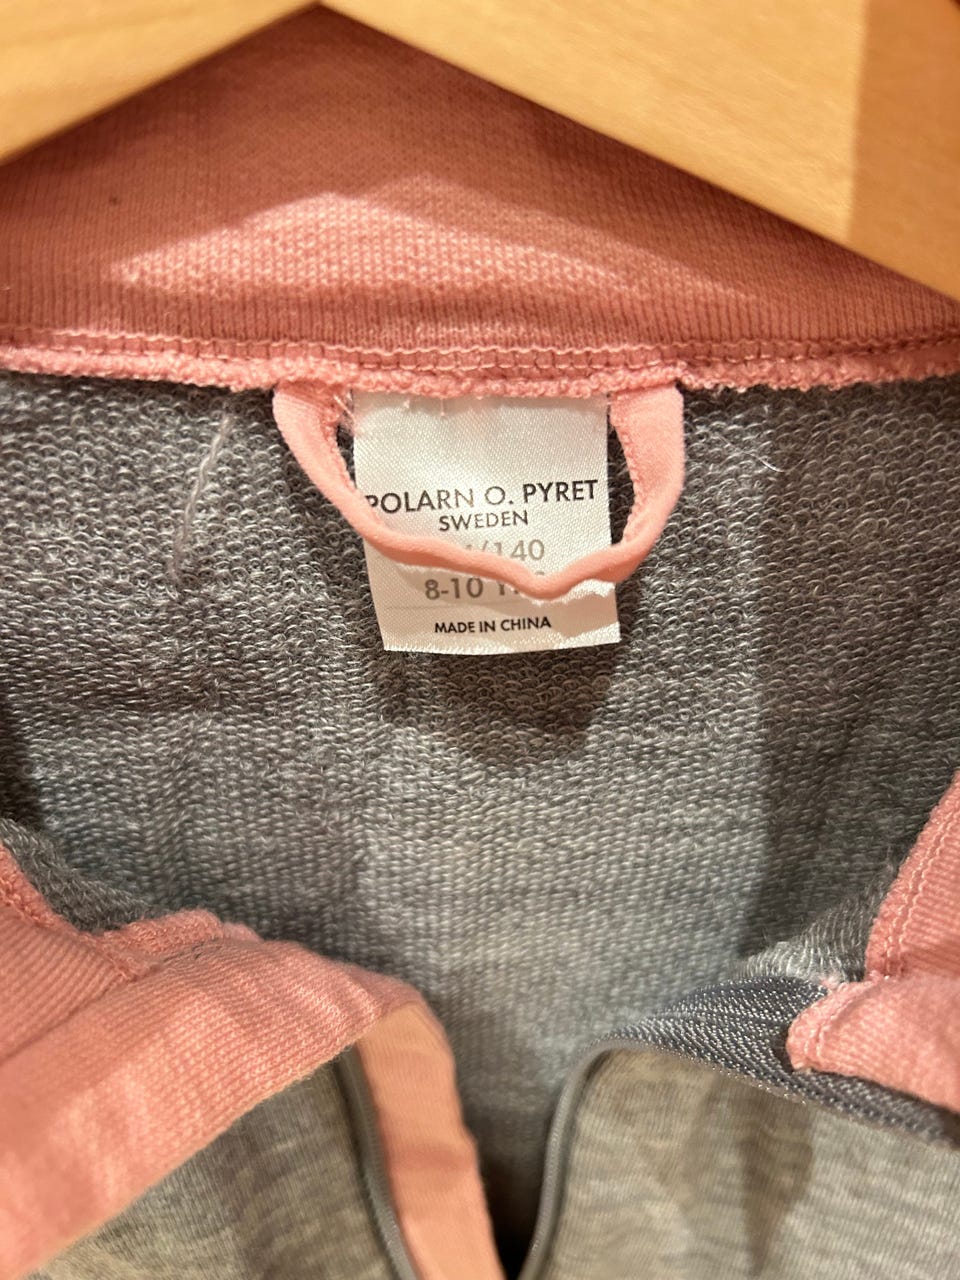 POLARN O. PYRET
SWEDEN
/140
8-10
MADE IN CHINA